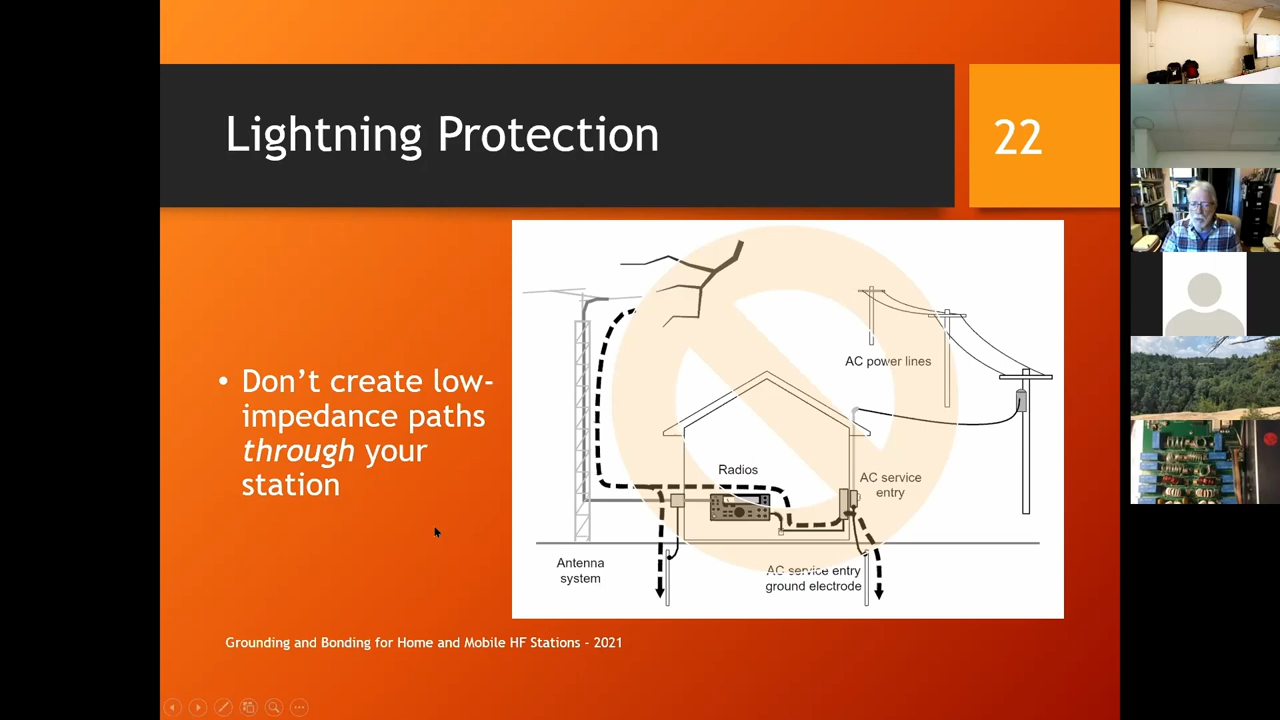 Lightning Protection
22
• Don't create low-
impedance paths
through your
station
AC power lines
Radios
AC service
entry
Antenna
system
AC service entry
ground electrode
Grounding and Bonding for Home and Mobile HF Stations - 2021